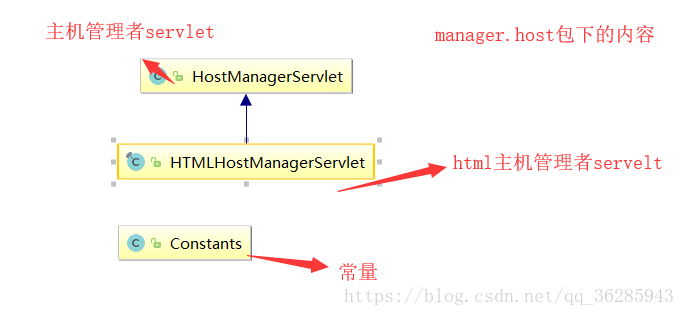 主机管理者servlet
manager.host包下的内容
C HostManagerServlet
C HTMLHostManagerServlet
html主机管理者servelt
C Constants
常量
https://blog.csdn.net/qq_36285943